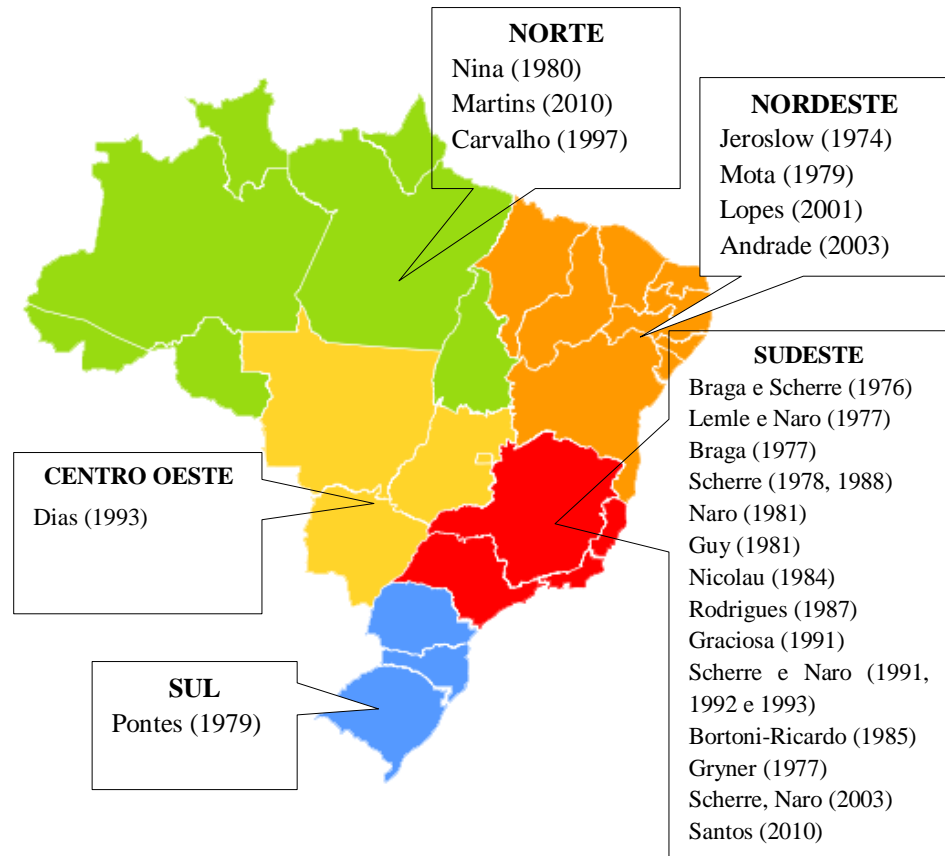 NORTE
Nina (1980)
Martins (2010)
Carvalho (1997)
NORDESTE
Jeroslow (1974)
Mota (1979)
Lopes (2001)
Andrade (2003)
SUDESTE
Braga e Scherre (1976)
Lemle e Naro (1977)
Braga (1977)
Scherre (1978, 1988)
Naro (1981)
Guy (1981)
Nicolau (1984)
Rodrigues (1987)
Graciosa (1991)
Scherre e Naro (1991,
1992 e 1993)
Bortoni-Ricardo (1985)
Gryner (1977)
Scherre, Naro (2003)
Santos (2010)
CENTRO OESTE
Dias (1993)
SUL
Pontes (1979)